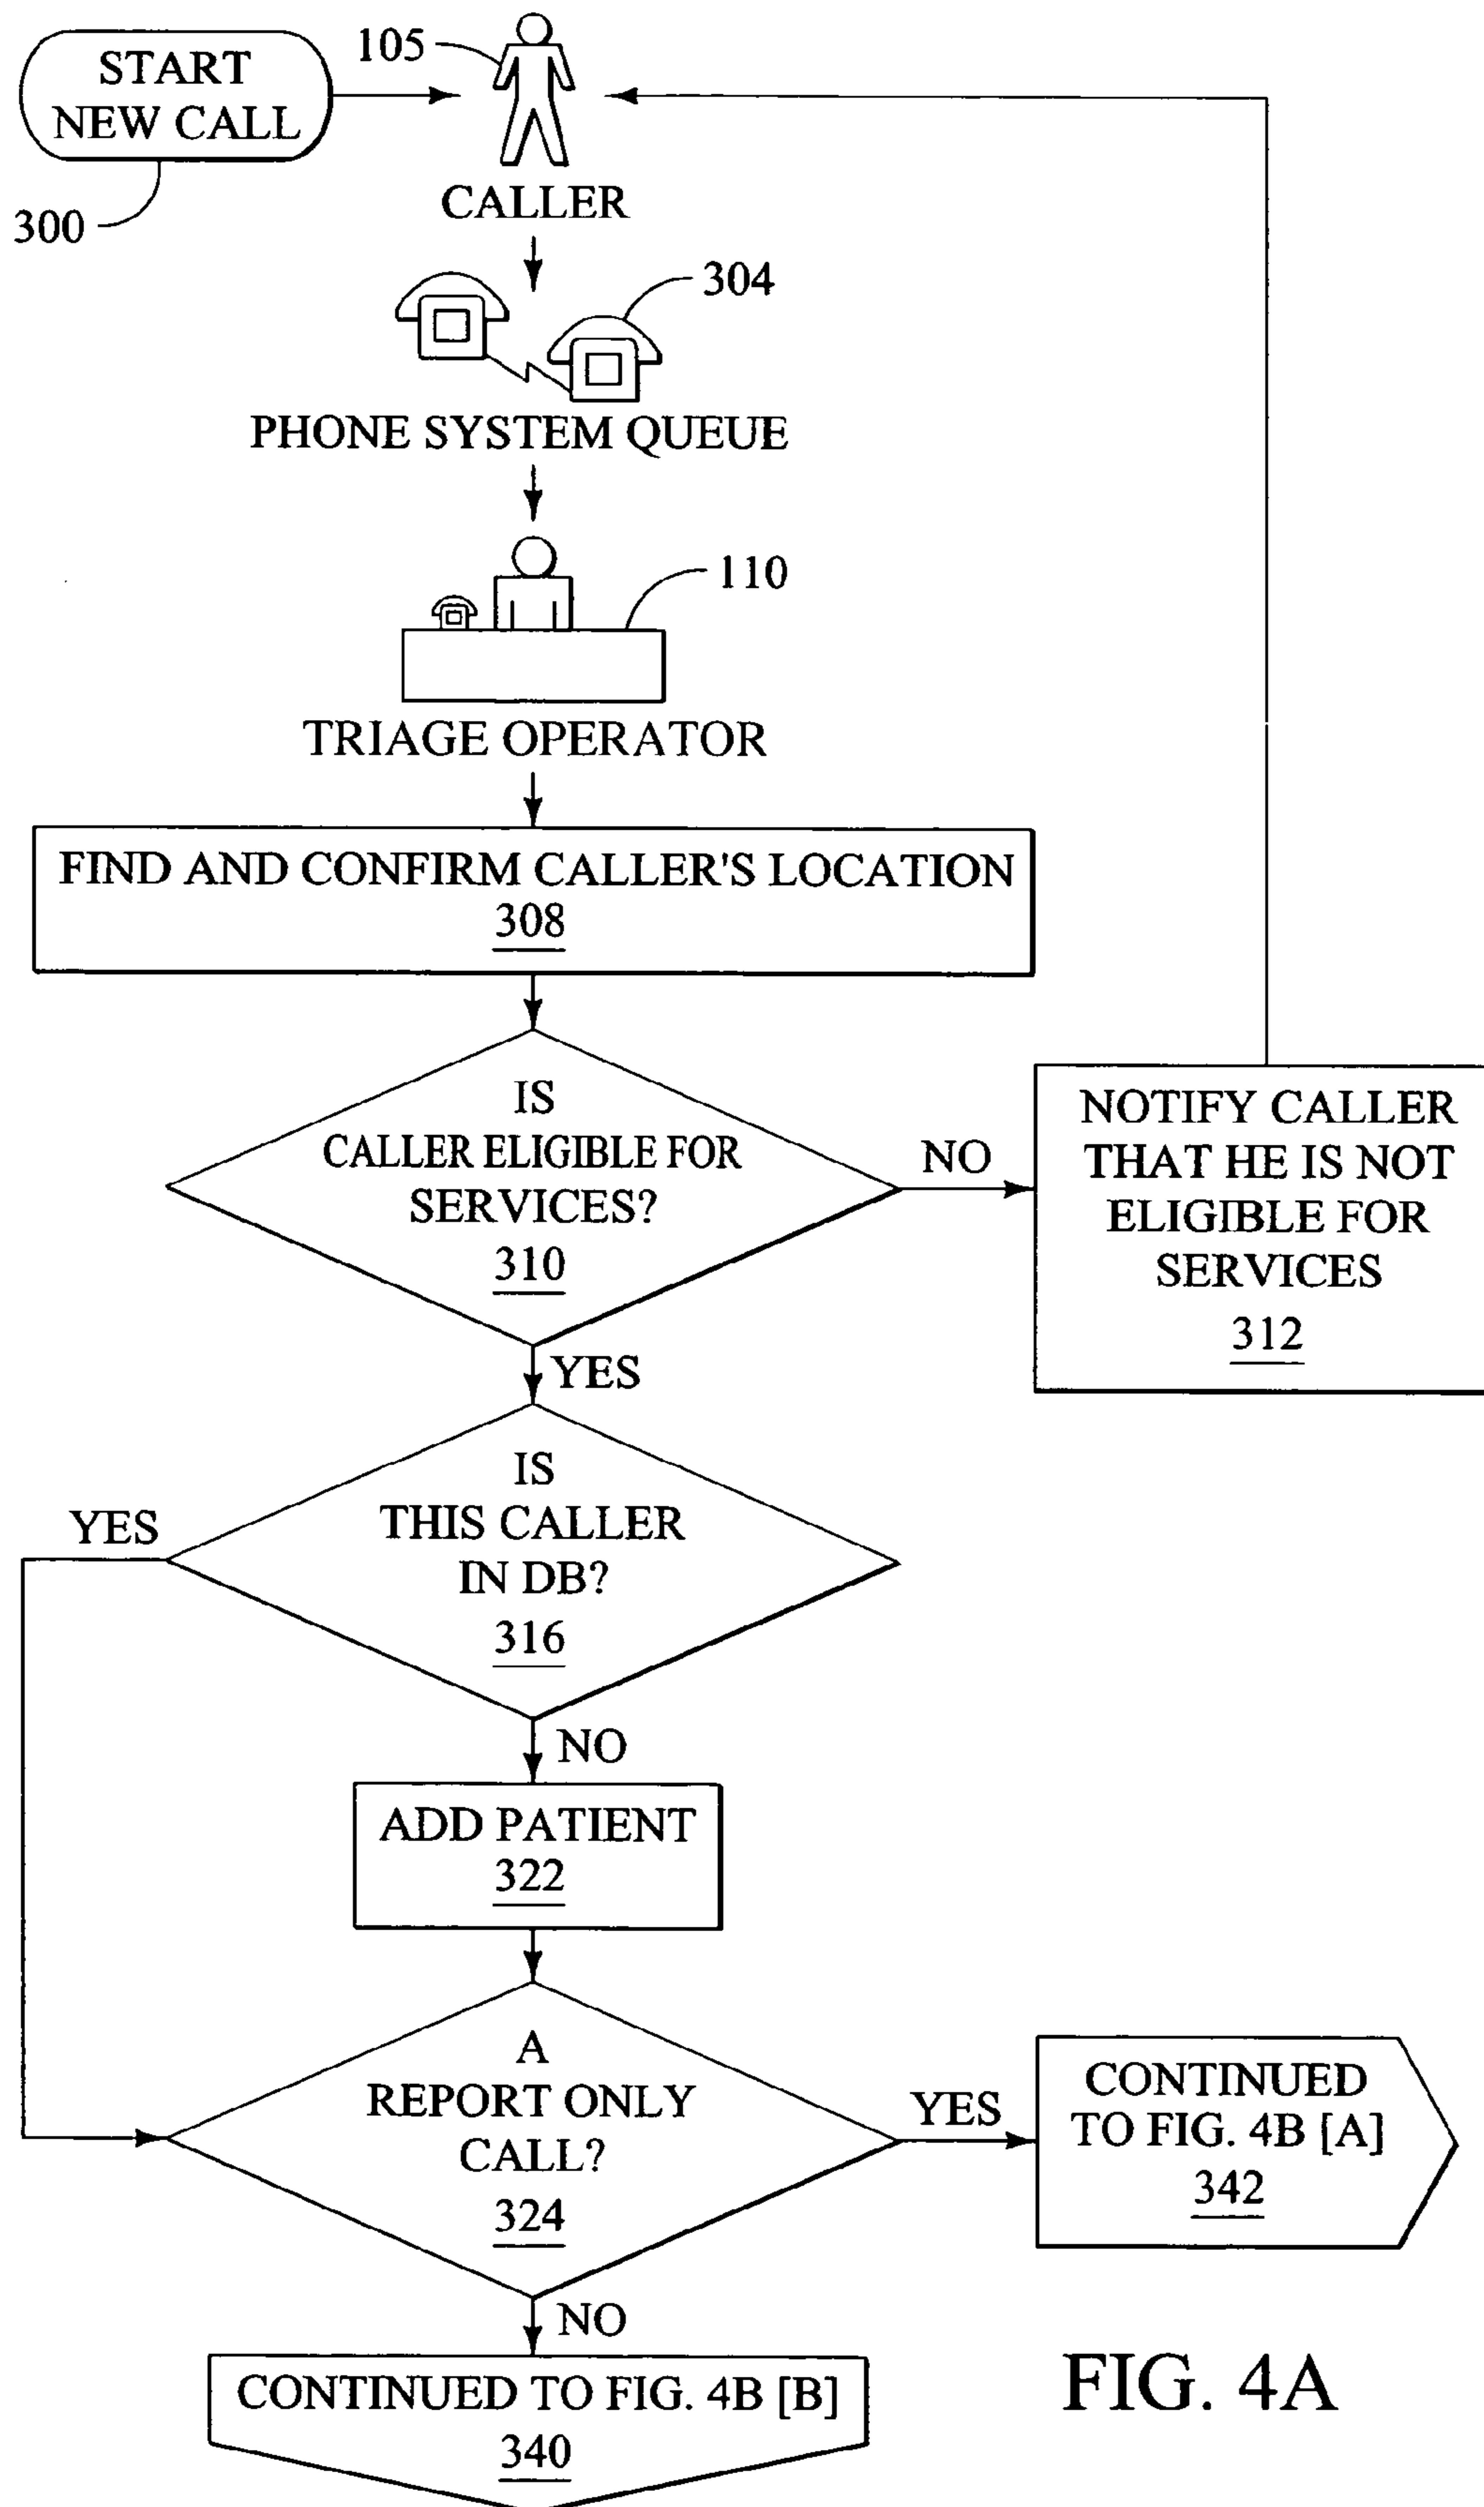 START
NEW CALL
300
105
CALLER
304
PHONE SYSTEM QUEUE
110
TRIAGE OPERATOR
FIND AND CONFIRM CALLER'S LOCATION
308
IS
CALLER ELIGIBLE FOR
SERVICES?
310
NO
NOTIFY CALLER
THAT HE IS NOT
ELIGIBLE FOR
SERVICES
312
YES
IS
THIS CALLER
IN DB?
316
YES
NO
ADD PATIENT
322
A
REPORT ONLY
CALL?
324
YES
CONTINUED
TO FIG. 4B [A]
342
NO
CONTINUED TO FIG. 4B [B]
340
FIG. 4A